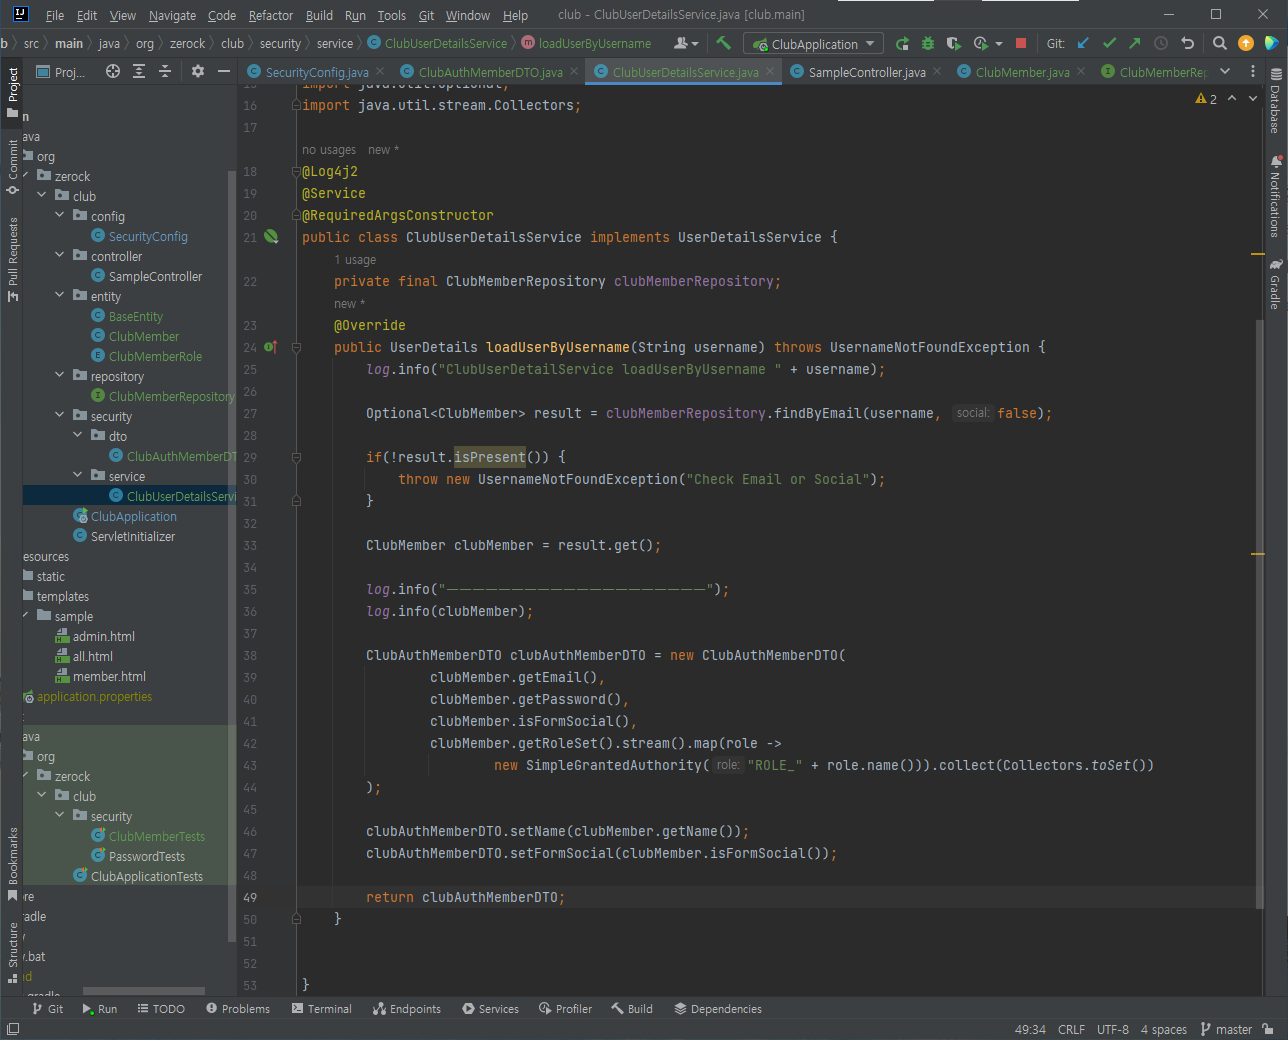 File Edit View Navigate Code Refactor Build Run Tools Git Window Help club - ClubUserDetailsService.java [club.main]
b src main java org zerock club security service ClubUserDetailsService loadUserByUsername ClubApplication Git:
Project
Commit
Pull Requests
Bookmarks
Structure
Proj...
n
ava
org
zerock
club
config
SecurityConfig
controller
SampleController
entity
BaseEntity
ClubMember
ClubMemberRole
repository
ClubMemberRepository
security
dto
ClubAuthMemberDT
service
ClubUserDetailsServi
ClubApplication
ServletInitializer
esources
static
templates
sample
admin.html
all.html
member.html
application.properties
ava
org
zerock
club
security
ClubMemberTests
PasswordTests
ClubApplicationTests
re
adle
.bat
SecurityConfig.java ClubAuthMemberDTO.java ClubUserDetailsService.java SampleController.java ClubMember.java ClubMemberRep
2
15 import java.util.Optional;
16 import java.util.stream.Collectors;
17
no usages new *
18 @Log4j2
19 @Service
20 @RequiredArgsConstructor
21 public class ClubUserDetailsService implements UserDetailsService {
1 usage
22 private final ClubMemberRepository clubMemberRepository;
new *
23 @Override
24 public UserDetails loadUserByUsername(String username) throws UsernameNotFoundException {
25 log.info("ClubUserDetailService loadUserByUsername " + username);
26
27 Optional<ClubMember> result = clubMemberRepository.findByEmail(username, social: false);
28
29 if(!result.isPresent()) {
30 throw new UsernameNotFoundException("Check Email or Social");
31 }
32
33 ClubMember clubMember = result.get();
34
35 log.info("————————————————————");
36 log.info(clubMember);
37
38 ClubAuthMemberDTO clubAuthMemberDTO = new ClubAuthMemberDTO(
39 clubMember.getEmail(),
40 clubMember.getPassword(),
41 clubMember.isFormSocial(),
42 clubMember.getRoleSet().stream().map(role ->
43 new SimpleGrantedAuthority( role: "ROLE_" + role.name())).collect(Collectors.toSet())
44 );
45
46 clubAuthMemberDTO.setName(clubMember.getName());
47 clubAuthMemberDTO.setFormSocial(clubMember.isFormSocial());
48
49 return clubAuthMemberDTO;
50 }
51
52
53 }
Database
Notifications
Gradle
Git Run TODO Problems Terminal Endpoints Services Profiler Build Dependencies
49:34 CRLF UTF-8 4 spaces master